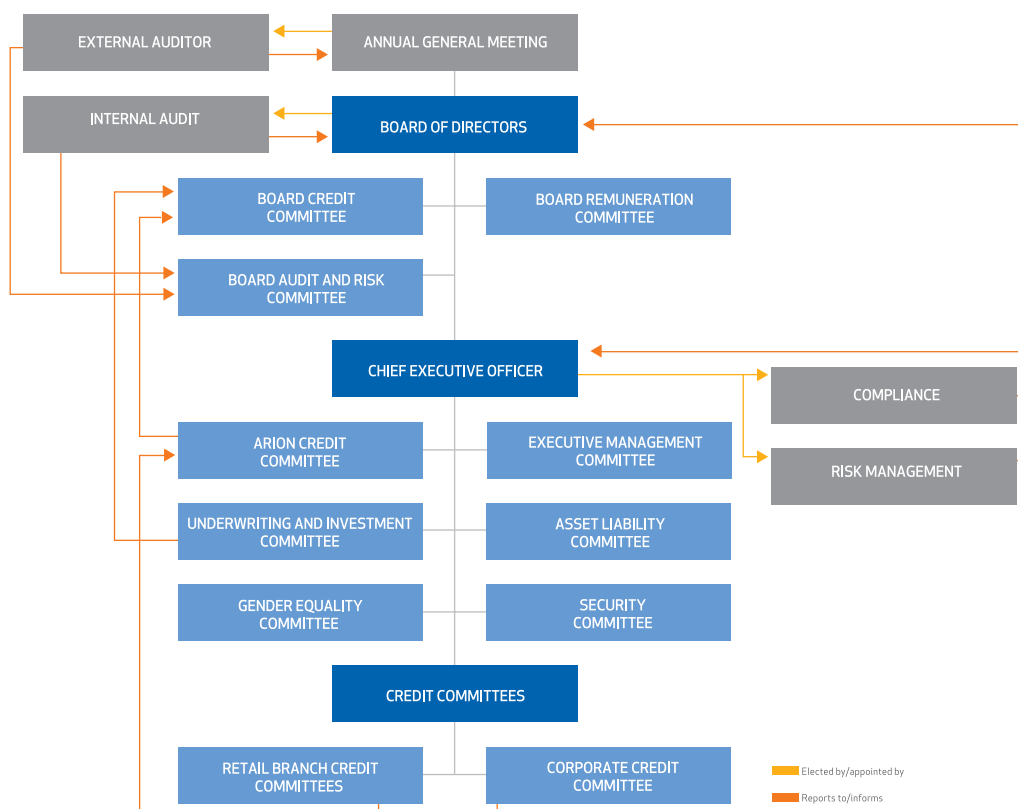 EXTERNAL AUDITOR
ANNUAL GENERAL MEETING
INTERNAL AUDIT
BOARD OF DIRECTORS
BOARD CREDIT
COMMITTEE
BOARD REMUNERATION
COMMITTEE
BOARD AUDIT AND RISK
COMMITTEE
CHIEF EXECUTIVE OFFICER
COMPLIANCE
ARION CREDIT
COMMITTEE
EXECUTIVE MANAGEMENT
COMMITTEE
RISK MANAGEMENT
UNDERWRITING AND INVESTMENT
COMMITTEE
ASSET LIABILITY
COMMITTEE
GENDER EQUALITY
COMMITTEE
SECURITY
COMMITTEE
CREDIT COMMITTEES
RETAIL BRANCH CREDIT
COMMITTEES
CORPORATE CREDIT
COMMITTEE
Elected by/appointed by
Reports to/informs